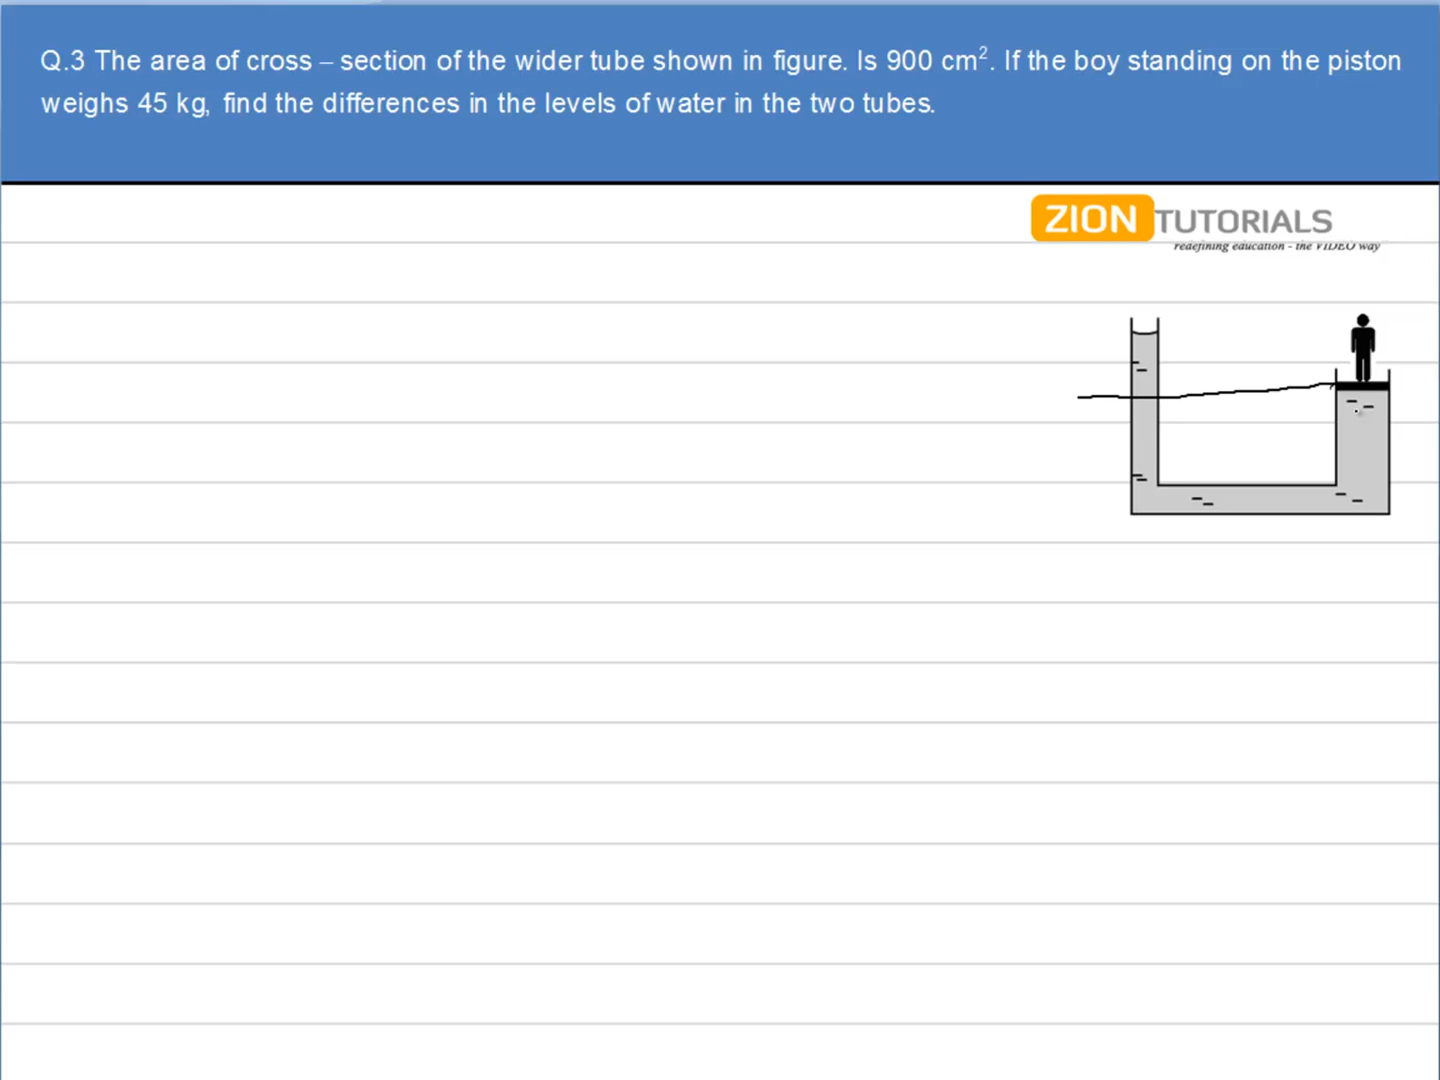 Q.3 The area of cross – section of the wider tube shown in figure. Is 900 cm². If the boy standing on the piston
weighs 45 kg, find the differences in the levels of water in the two tubes.
ZION TUTORIALS
redefining education - the VIDEO way